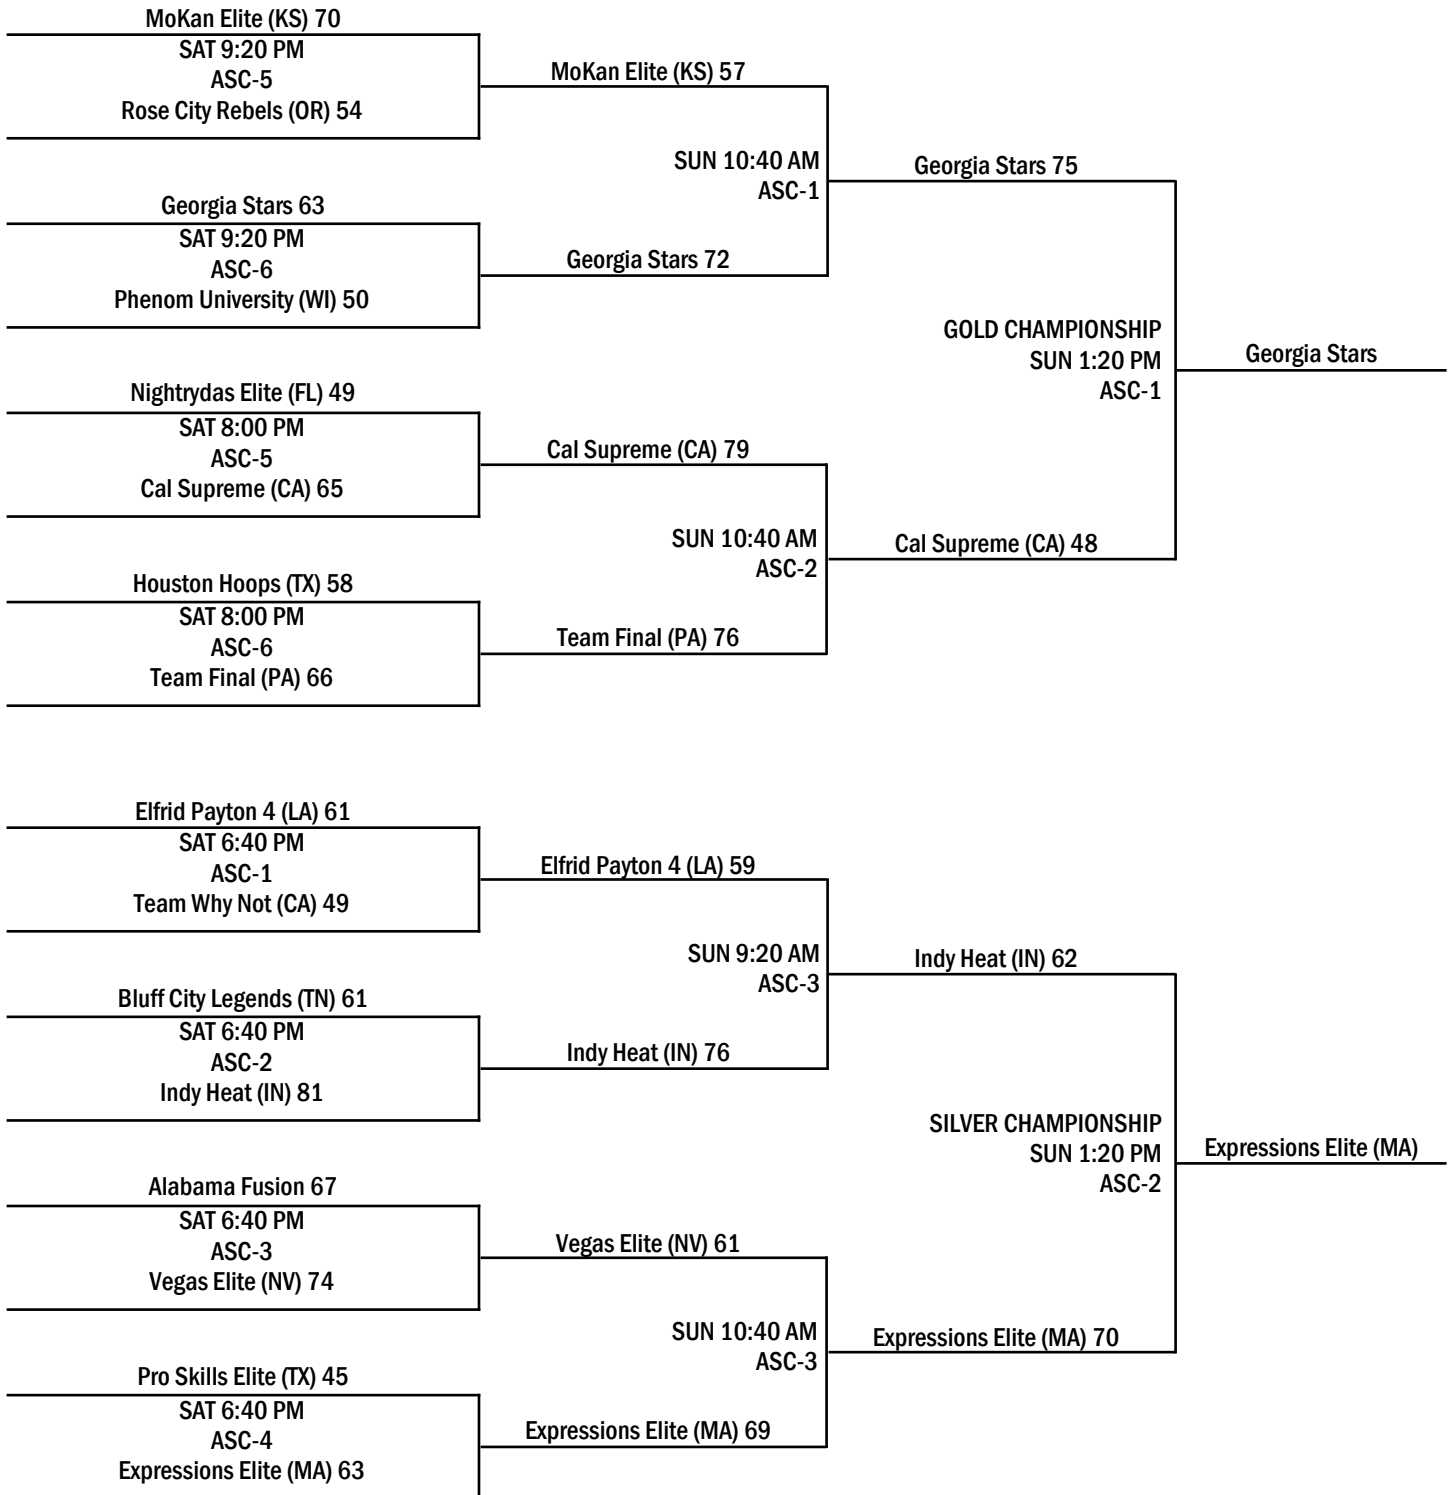 MoKan Elite (KS) 70
SAT 9:20 PM
ASC-5
Rose City Rebels (OR) 54
MoKan Elite (KS) 57
SUN 10:40 AM
ASC-1
Georgia Stars 75
Georgia Stars 63
SAT 9:20 PM
ASC-6
Phenom University (WI) 50
Georgia Stars 72
GOLD CHAMPIONSHIP
SUN 1:20 PM
ASC-1
Georgia Stars
Nightrydas Elite (FL) 49
SAT 8:00 PM
ASC-5
Cal Supreme (CA) 65
Cal Supreme (CA) 79
SUN 10:40 AM
ASC-2
Cal Supreme (CA) 48
Houston Hoops (TX) 58
SAT 8:00 PM
ASC-6
Team Final (PA) 66
Team Final (PA) 76
Elfrid Payton 4 (LA) 61
SAT 6:40 PM
ASC-1
Team Why Not (CA) 49
Elfrid Payton 4 (LA) 59
SUN 9:20 AM
ASC-3
Indy Heat (IN) 62
Bluff City Legends (TN) 61
SAT 6:40 PM
ASC-2
Indy Heat (IN) 81
Indy Heat (IN) 76
SILVER CHAMPIONSHIP
SUN 1:20 PM
ASC-2
Expressions Elite (MA)
Alabama Fusion 67
SAT 6:40 PM
ASC-3
Vegas Elite (NV) 74
Vegas Elite (NV) 61
SUN 10:40 AM
ASC-3
Expressions Elite (MA) 70
Pro Skills Elite (TX) 45
SAT 6:40 PM
ASC-4
Expressions Elite (MA) 63
Expressions Elite (MA) 69